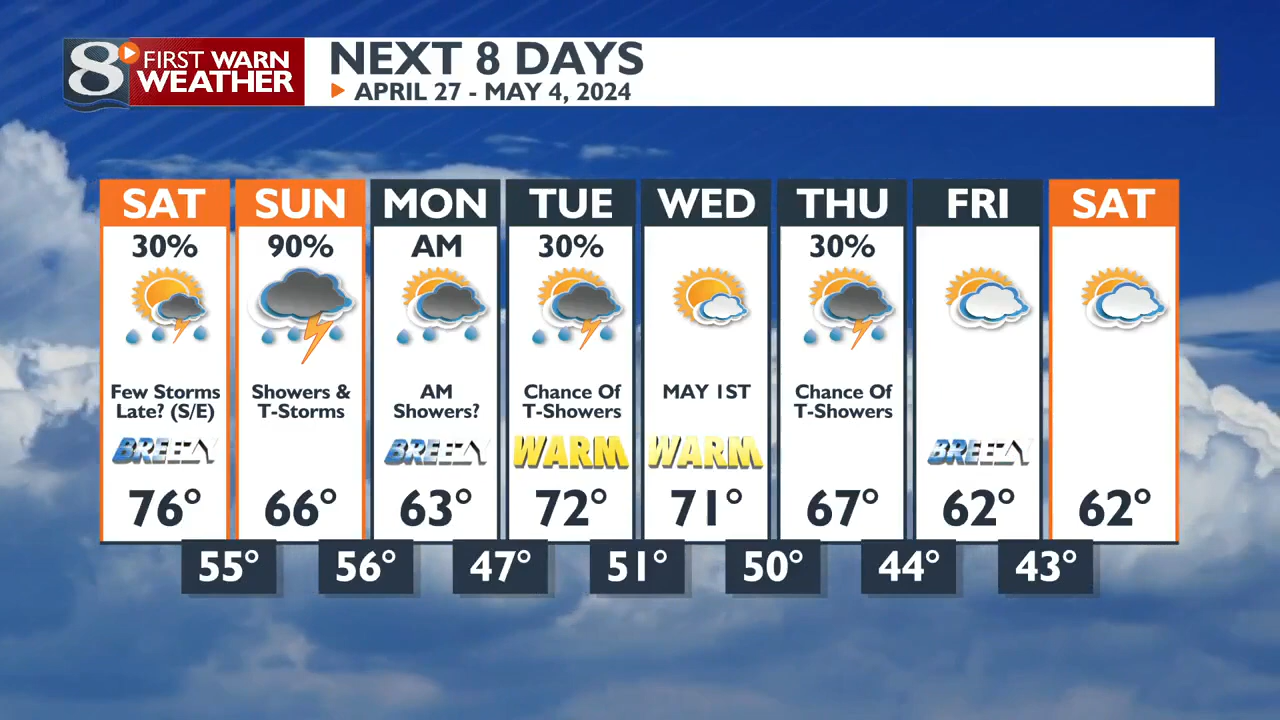 8
FIRST WARN
WEATHER
NEXT 8 DAYS
APRIL 27 - MAY 4, 2024
SAT
30%
Few Storms
Late? (S/E)
BREEZY
76°
SUN
90%
Showers &
T-Storms
66°
MON
AM
AM
Showers?
BREEZY
63°
TUE
30%
Chance Of
T-Showers
WARM
72°
WED
MAY 1ST
WARM
71°
THU
30%
Chance Of
T-Showers
67°
FRI
BREEZY
62°
SAT
62°
55°
56°
47°
51°
50°
44°
43°